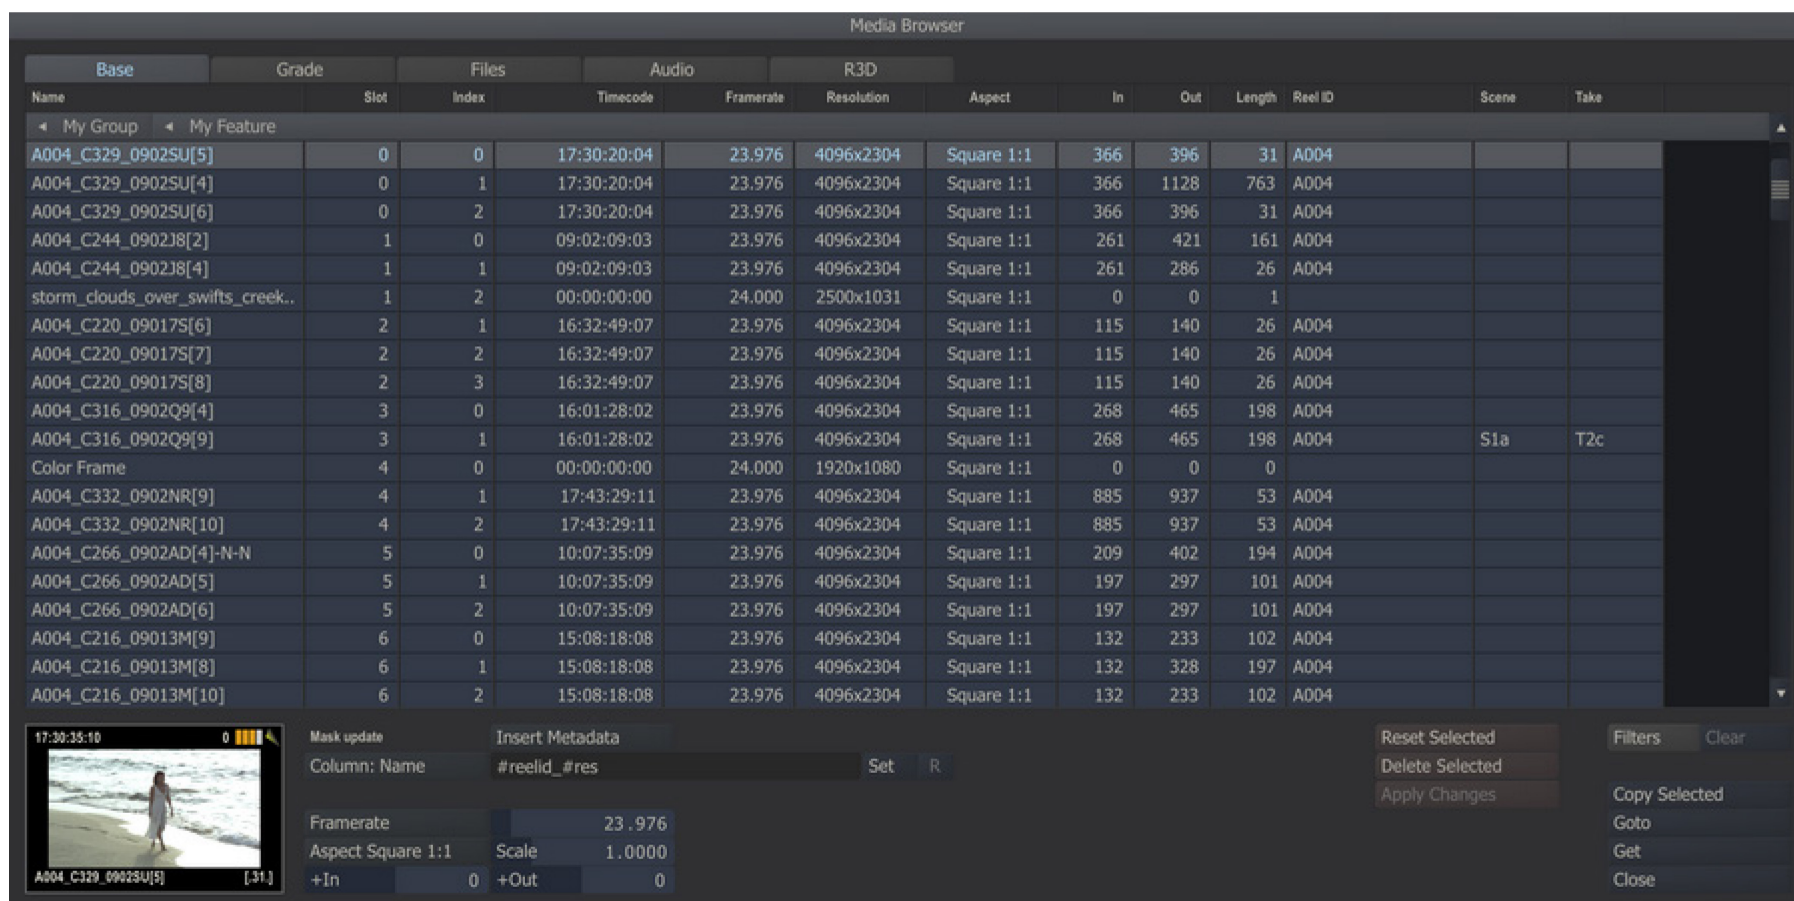 Media Browser
Base Grade Files Audio R3D
Name Slot Index Timecode Framerate Resolution Aspect In Out Length Reel ID Scene Take
My Group My Feature
A004_C329_0902SU[5] 0 0 17:30:20:04 23.976 4096x2304 Square 1:1 366 396 31 A004
A004_C329_0902SU[4] 0 1 17:30:20:04 23.976 4096x2304 Square 1:1 366 1128 763 A004
A004_C329_0902SU[6] 0 2 17:30:20:04 23.976 4096x2304 Square 1:1 366 396 31 A004
A004_C244_0902J8[2] 1 0 09:02:09:03 23.976 4096x2304 Square 1:1 261 421 161 A004
A004_C244_0902J8[4] 1 1 09:02:09:03 23.976 4096x2304 Square 1:1 261 286 26 A004
storm_clouds_over_swifts_creek.. 1 2 00:00:00:00 24.000 2500x1031 Square 1:1 0 0 1
A004_C220_09017S[6] 2 1 16:32:49:07 23.976 4096x2304 Square 1:1 115 140 26 A004
A004_C220_09017S[7] 2 2 16:32:49:07 23.976 4096x2304 Square 1:1 115 140 26 A004
A004_C220_09017S[8] 2 3 16:32:49:07 23.976 4096x2304 Square 1:1 115 140 26 A004
A004_C316_0902Q9[4] 3 0 16:01:28:02 23.976 4096x2304 Square 1:1 268 465 198 A004
A004_C316_0902Q9[9] 3 1 16:01:28:02 23.976 4096x2304 Square 1:1 268 465 198 A004 S1a T2c
Color Frame 4 0 00:00:00:00 24.000 1920x1080 Square 1:1 0 0 0
A004_C332_0902NR[9] 4 1 17:43:29:11 23.976 4096x2304 Square 1:1 885 937 53 A004
A004_C332_0902NR[10] 4 2 17:43:29:11 23.976 4096x2304 Square 1:1 885 937 53 A004
A004_C266_0902AD[4]-N-N 5 0 10:07:35:09 23.976 4096x2304 Square 1:1 209 402 194 A004
A004_C266_0902AD[5] 5 1 10:07:35:09 23.976 4096x2304 Square 1:1 197 297 101 A004
A004_C266_0902AD[6] 5 2 10:07:35:09 23.976 4096x2304 Square 1:1 197 297 101 A004
A004_C216_09013M[9] 6 0 15:08:18:08 23.976 4096x2304 Square 1:1 132 233 102 A004
A004_C216_09013M[8] 6 1 15:08:18:08 23.976 4096x2304 Square 1:1 132 328 197 A004
A004_C216_09013M[10] 6 2 15:08:18:08 23.976 4096x2304 Square 1:1 132 233 102 A004
17:30:35:10 0 Mask update Insert Metadata Reset Selected Filters Clear
Column: Name #reelid_#res Set R Delete Selected
Apply Changes Copy Selected
Framerate 23.976 Goto
Aspect Square 1:1 Scale 1.0000 Get
A004_C329_0902SU[5] [.31.] +In 0 +Out 0 Close